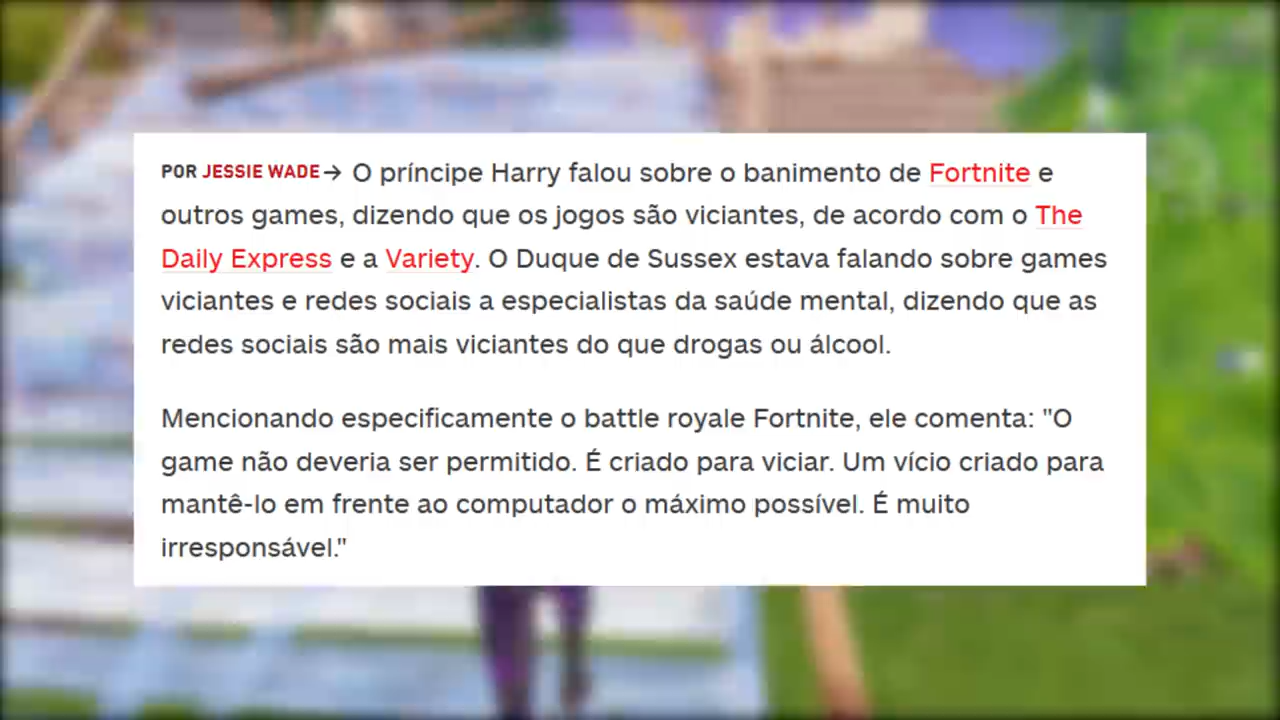 POR JESSIE WADE→ O príncipe Harry falou sobre o banimento de Fortnite e
outros games, dizendo que os jogos são viciantes, de acordo com o The
Daily Express e a Variety. O Duque de Sussex estava falando sobre games
viciantes e redes sociais a especialistas da saúde mental, dizendo que as
redes sociais são mais viciantes do que drogas ou álcool.
Mencionando especificamente o battle royale Fortnite, ele comenta: "O
game não deveria ser permitido. É criado para viciar. Um vício criado para
mantê-lo em frente ao computador o máximo possível. É muito
irresponsável."